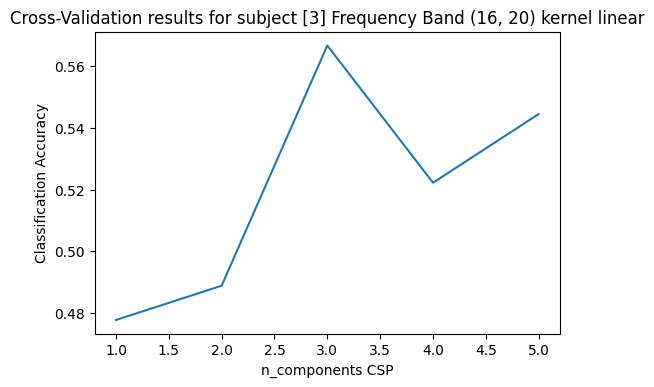 Cross-Validation results for subject [3] Frequency Band (16, 20) kernel linear
Classification Accuracy
0.56
0.54
0.52
0.50
0.48
1.0 1.5 2.0 2.5 3.0 3.5 4.0 4.5 5.0
n_components CSP